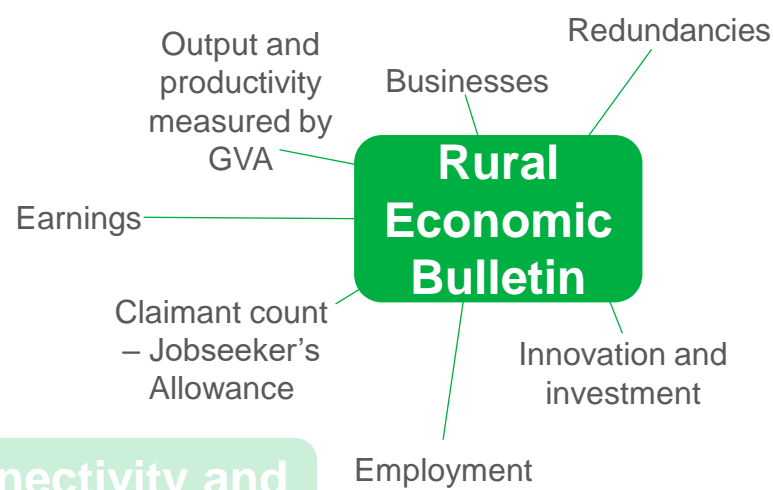 Redundancies
Output and
productivity
measured by
GVA
Businesses
Rural
Economic
Bulletin
Earnings
Claimant count
– Jobseeker's
Allowance
Innovation and
investment
Employment
and